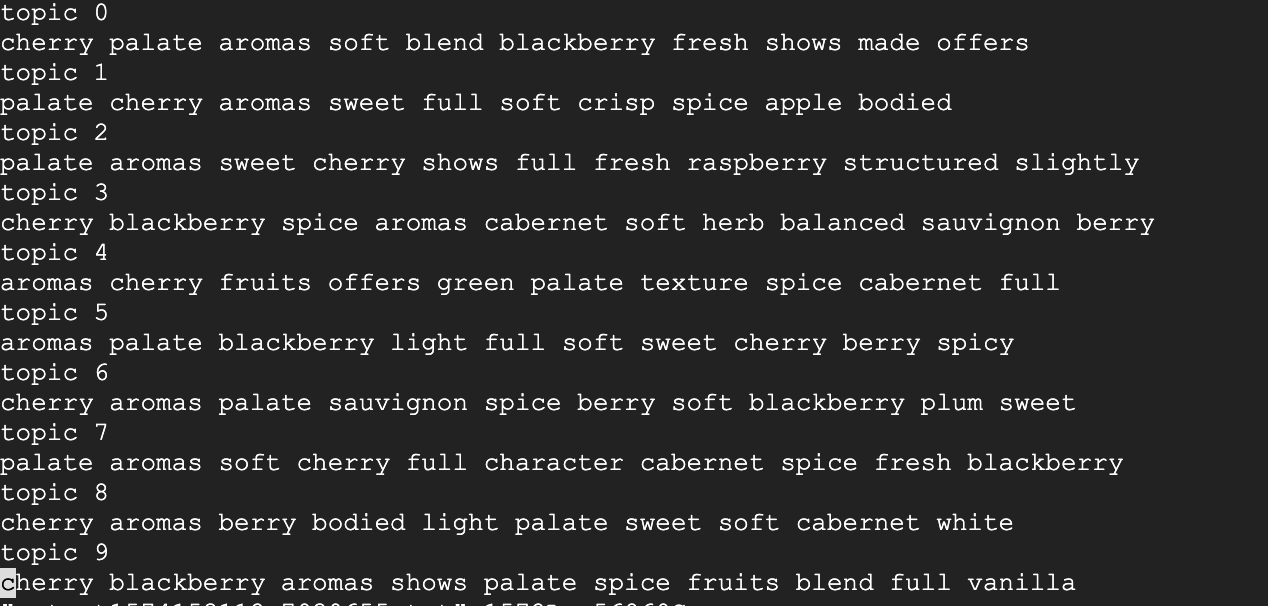 topic 0
cherry palate aromas soft blend blackberry fresh shows made offers
topic 1
palate cherry aromas sweet full soft crisp spice apple bodied
topic 2
palate aromas sweet cherry shows full fresh raspberry structured slightly
topic 3
cherry blackberry spice aromas cabernet soft herb balanced sauvignon berry
topic 4
aromas cherry fruits offers green palate texture spice cabernet full
topic 5
aromas palate blackberry light full soft sweet cherry berry spicy
topic 6
cherry aromas palate sauvignon spice berry soft blackberry plum sweet
topic 7
palate aromas soft cherry full character cabernet spice fresh blackberry
topic 8
cherry aromas berry bodied light palate sweet soft cabernet white
topic 9
cherry blackberry aromas shows palate spice fruits blend full vanilla